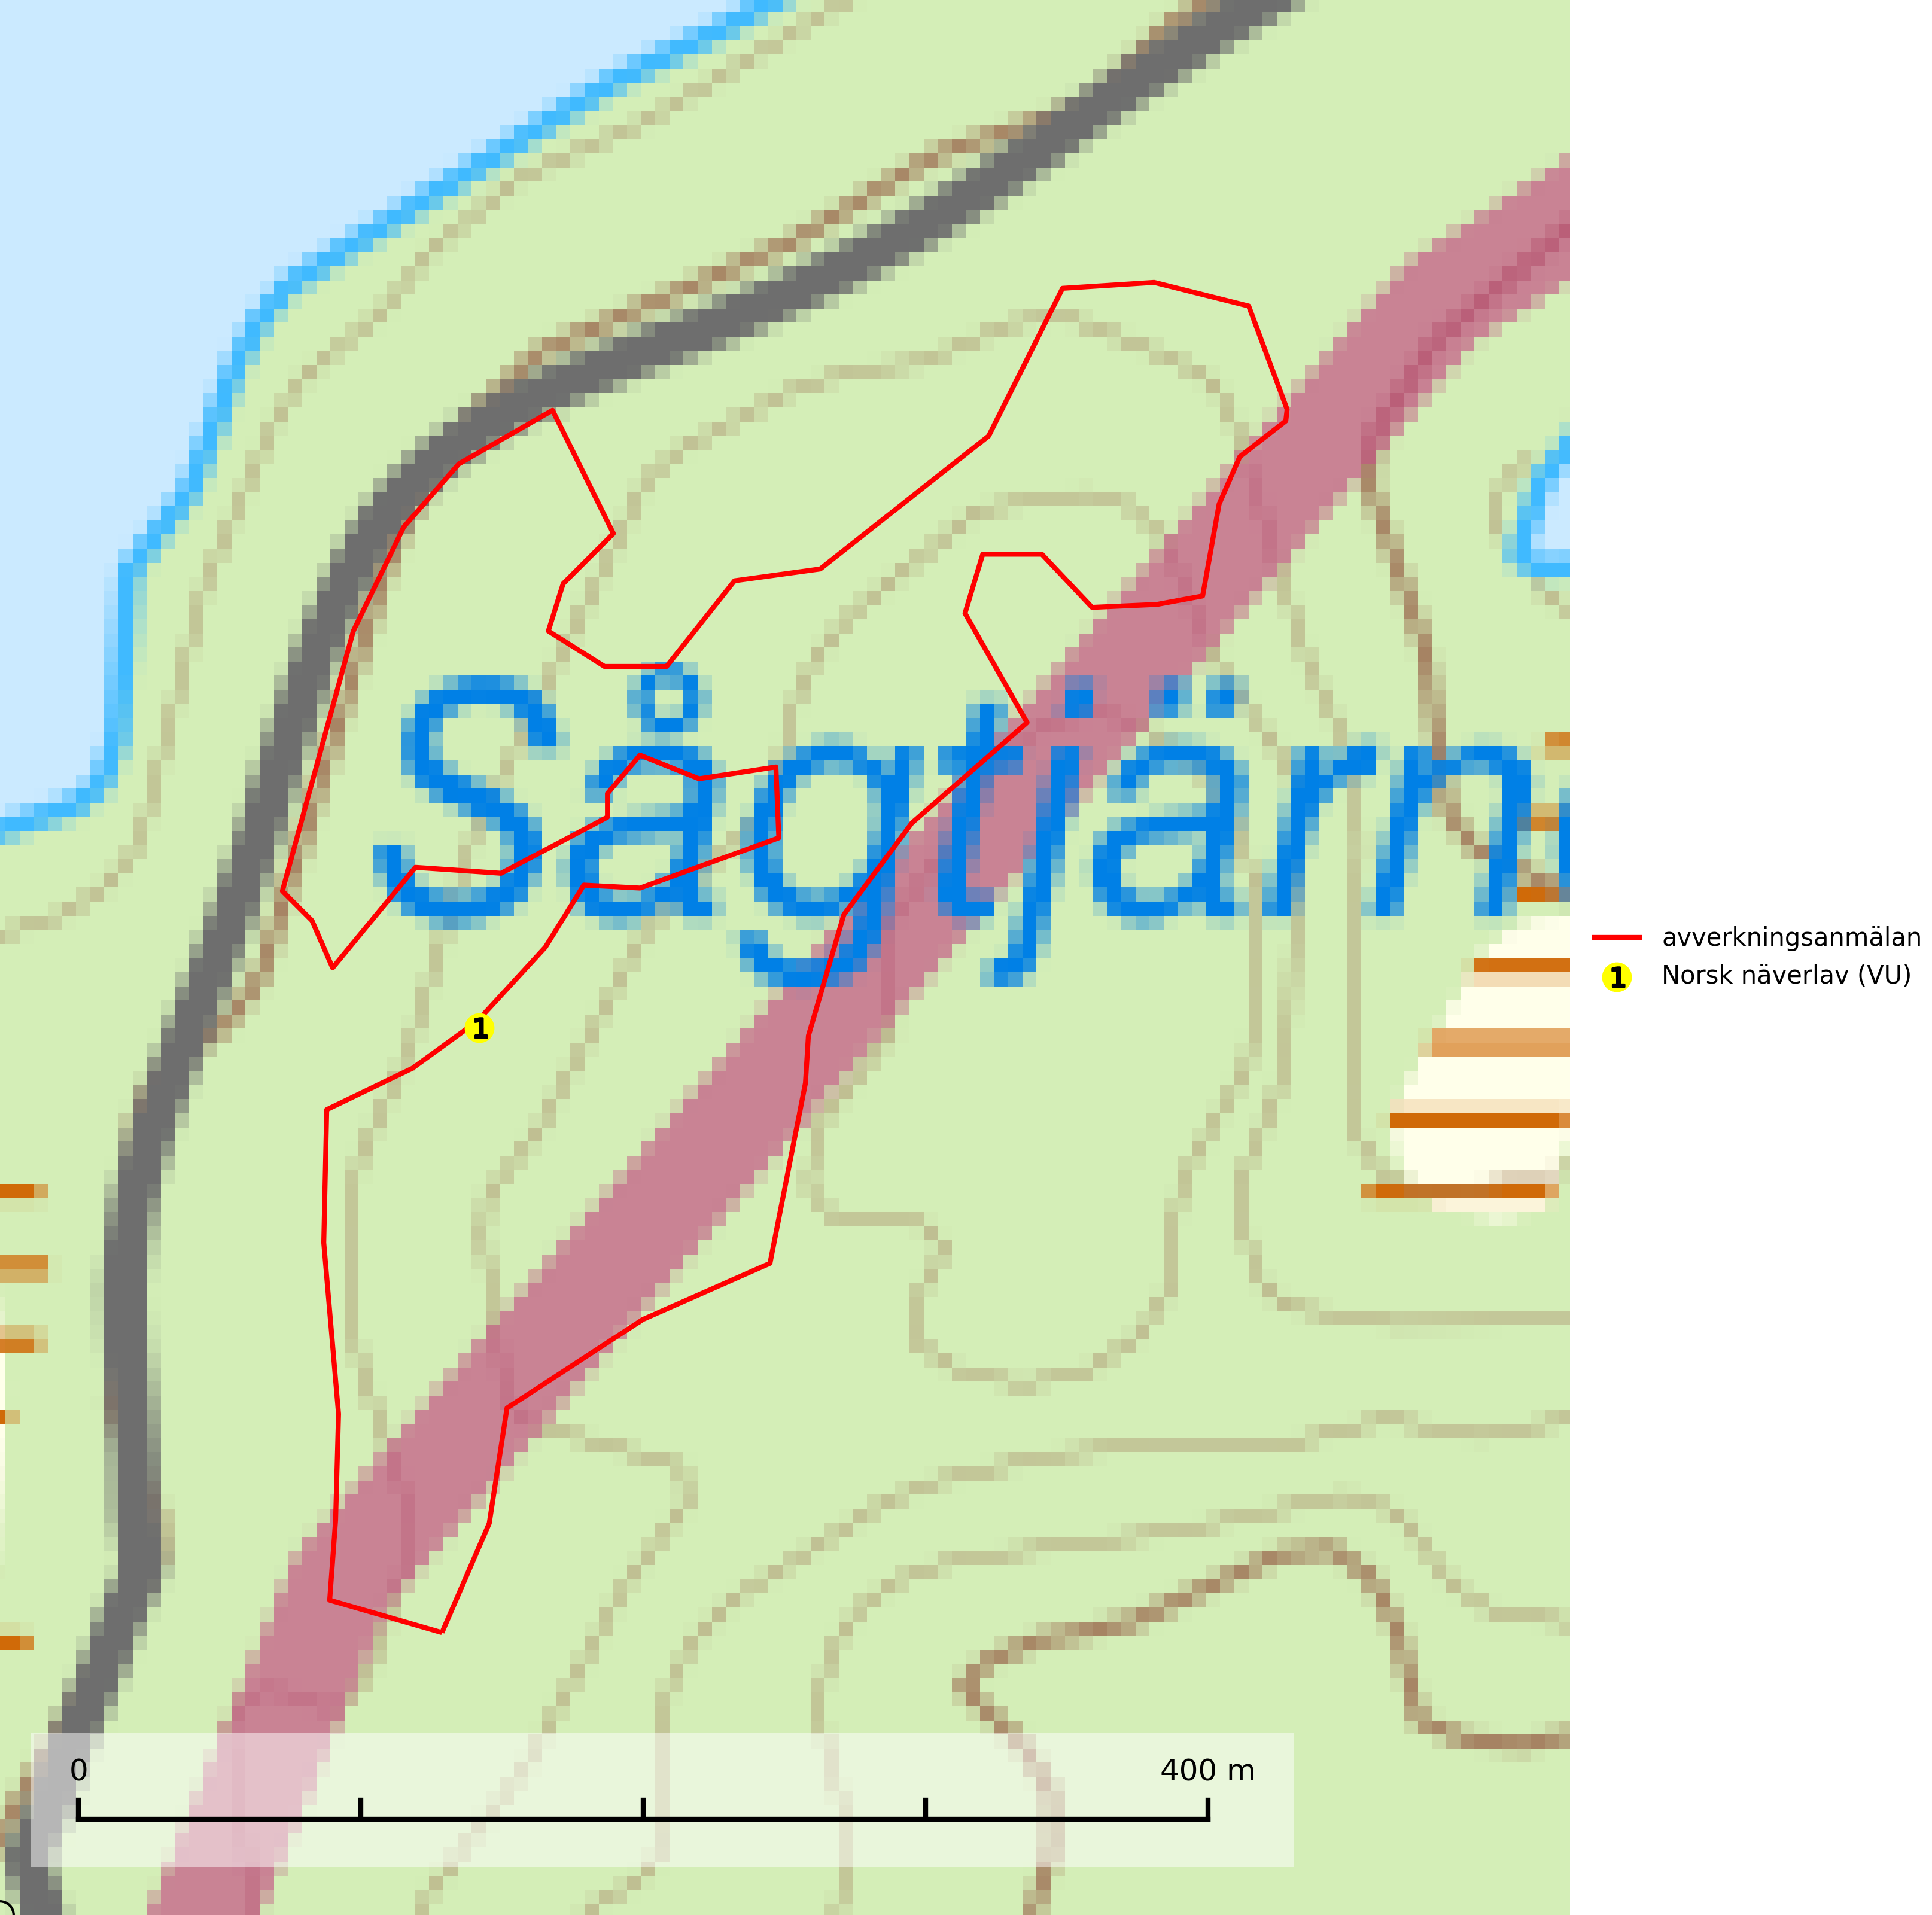 Sågtjärn
avverkningsanmälan
1 Norsk näverlav (VU)
1
0 400 m